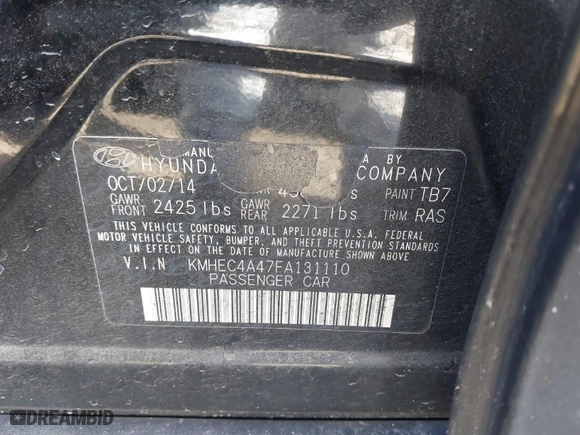 MANU A BY
HYUNDA COMPANY
OCT/02/14 PAINT TB7
GAWR FRONT 2425 lbs GAWR REAR 2271 lbs TRIM RAS
THIS VEHICLE CONFORMS TO ALL APPLICABLE U.S.A. FEDERAL
MOTOR VEHICLE SAFETY, BUMPER, AND THEFT PREVENTION STANDARDS
IN EFFECT ON THE DATE OF MANUFACTURE SHOWN ABOVE.
V.I.N KMHEC4A47FA131110
PASSENGER CAR
DREAMBID